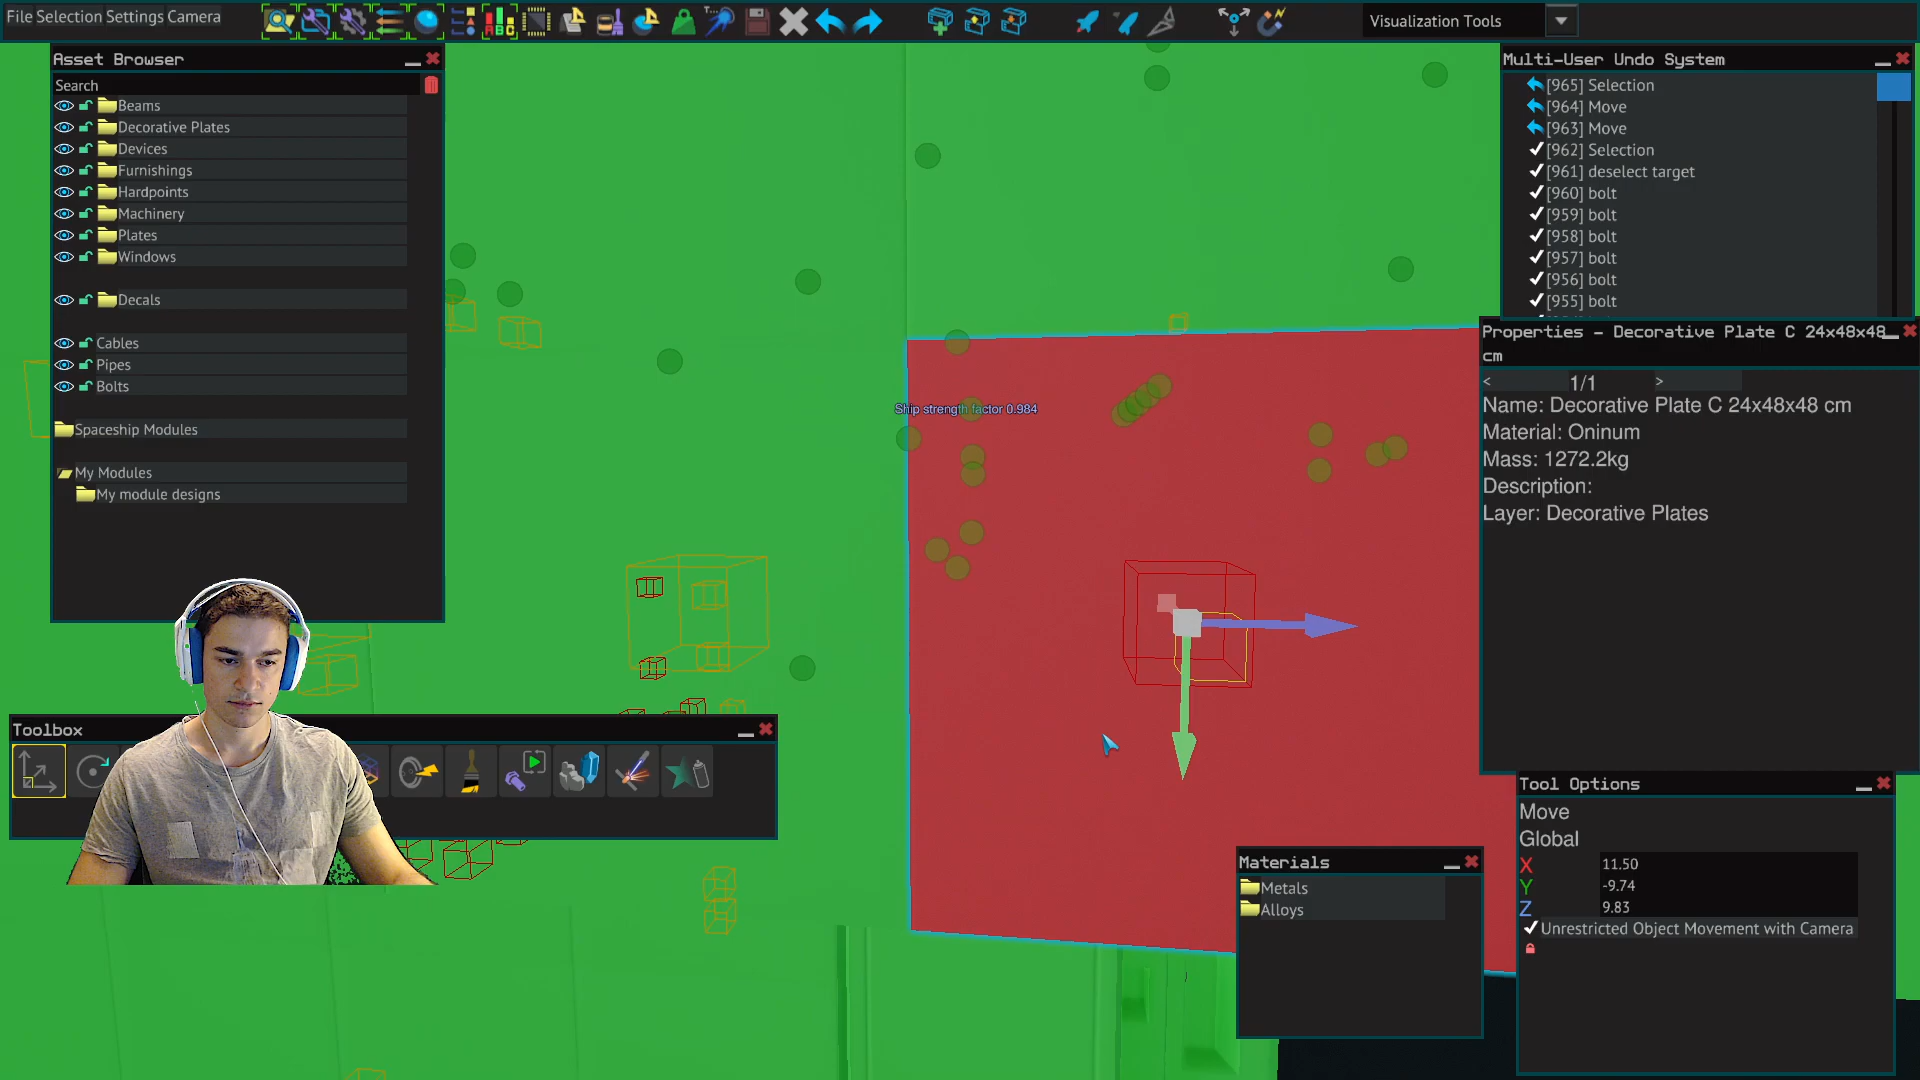 File Selection Settings Camera
Visualization Tools
Asset Browser
Search
Beams
Decorative Plates
Devices
Furnishings
Hardpoints
Machinery
Plates
Windows
Decals
Cables
Pipes
Bolts
Spaceship Modules
My Modules
My module designs
Multi-User Undo System
[965] Selection
[964] Move
[963] Move
[962] Selection
[961] deselect target
[960] bolt
[959] bolt
[958] bolt
[957] bolt
[956] bolt
[955] bolt
Ship strength factor 0.984
Properties - Decorative Plate C 24x48x48
cm
< 1/1 >
Name: Decorative Plate C 24x48x48 cm
Material: Oninum
Mass: 1272.2kg
Description:
Layer: Decorative Plates
Toolbox
Tool Options
Move
Global
X 11.50
Y -9.74
Z 9.83
Unrestricted Object Movement with Camera
Materials
Metals
Alloys